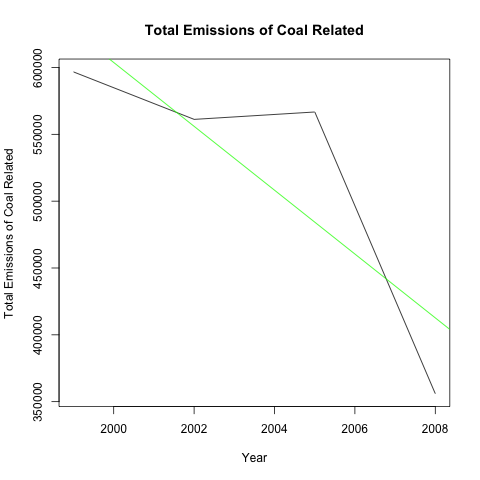 Total Emissions of Coal Related
Total Emissions of Coal Related
600000
550000
500000
450000
400000
350000
2000 2002 2004 2006 2008
Year